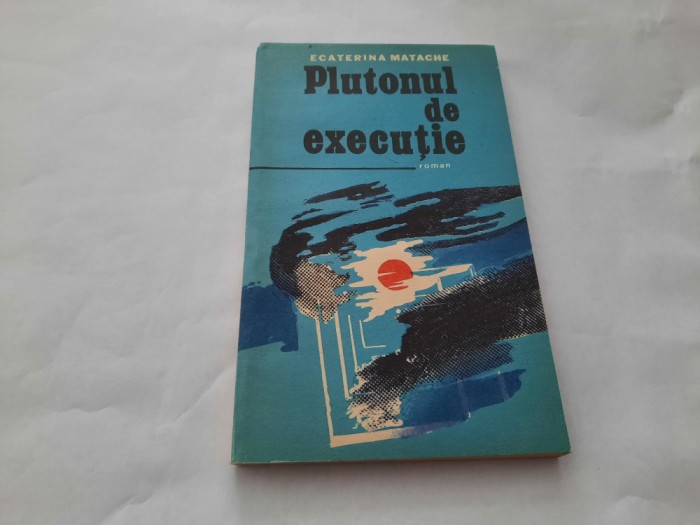 ECATERINA MATACHE
Plutonul
de
execuție
roman